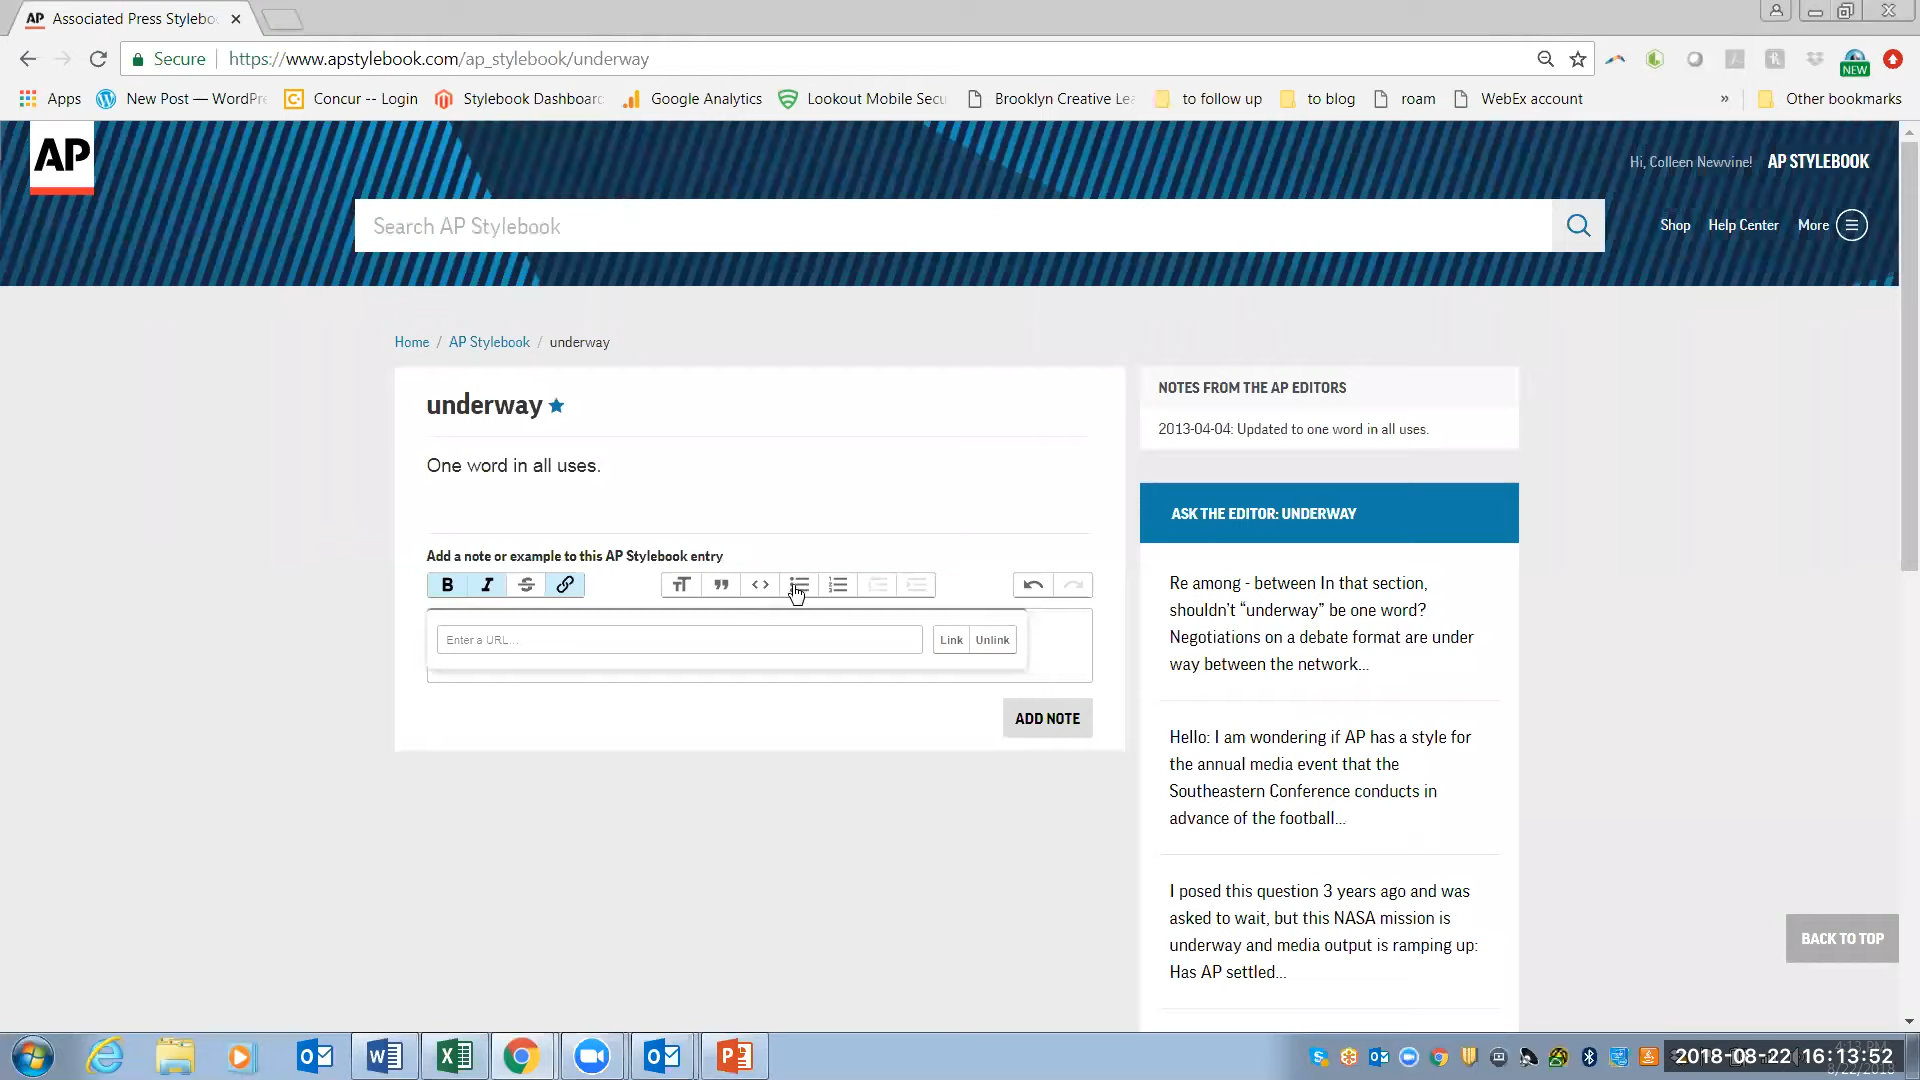 AP Associated Press Stylebo
Secure https://www.apstylebook.com/ap_stylebook/underway
NEW
Apps New Post — WordPr Concur -- Login Stylebook Dashboard Google Analytics Lookout Mobile Secu Brooklyn Creative Le to follow up to blog roam WebEx account » Other bookmarks
AP
Hi, Colleen Newvine! AP STYLEBOOK
Search AP Stylebook
Shop Help Center More
Home / AP Stylebook / underway
underway
One word in all uses.
Add a note or example to this AP Stylebook entry
B I S
Enter a URL...
Link Unlink
ADD NOTE
NOTES FROM THE AP EDITORS
2013-04-04: Updated to one word in all uses.
ASK THE EDITOR: UNDERWAY
Re among - between In that section,
shouldn't “underway” be one word?
Negotiations on a debate format are under
way between the network...
Hello: I am wondering if AP has a style for
the annual media event that the
Southeastern Conference conducts in
advance of the football...
I posed this question 3 years ago and was
asked to wait, but this NASA mission is
underway and media output is ramping up:
Has AP settled...
BACK TO TOP
2018-08-22 16:13:52